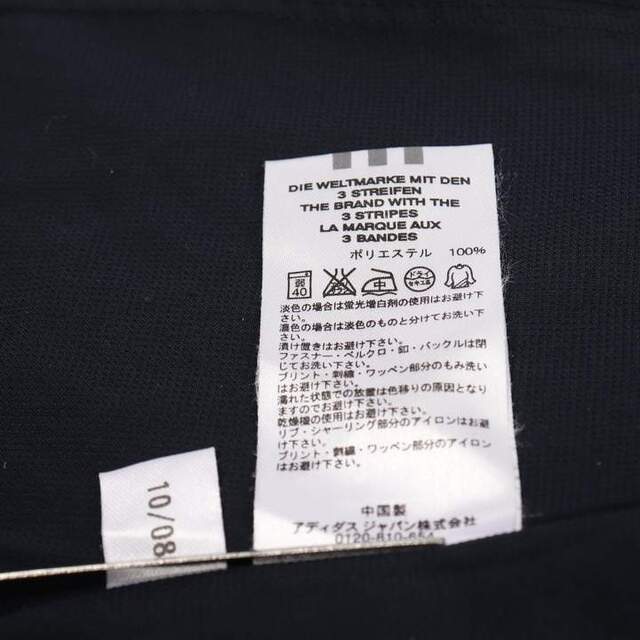 DIE WELTMARKE MIT DEN
3 STREIFEN
THE BRAND WITH THE
3 STRIPES
LA MARQUE AUX
3 BANDES
ポリエステル 100%
弱
40
中
ドライ
セキユ系
淡色の場合は蛍光増白剤の使用はお避け下
さい。
濃色の場合は淡色のものと分けてお洗い下
さい。
漬け置きはお避け下さい。
ファスナー・ベルクロ・釦・バックルは閉
じてお洗い下さい。
プリント・刺繍・ワッペン部分のもみ洗い
はお避け下さい。
濡れた状態での放置は色移りの原因となり
ますのでお避け下さい。
乾燥機の使用はお避け下さい。
リブ・シャーリング部分のアイロンはお避
け下さい。
プリント・刺繍・ワッペン部分のアイロン
はお避け下さい。
中国製
アディダス ジャパン株式会社
0120-810-654
10/08